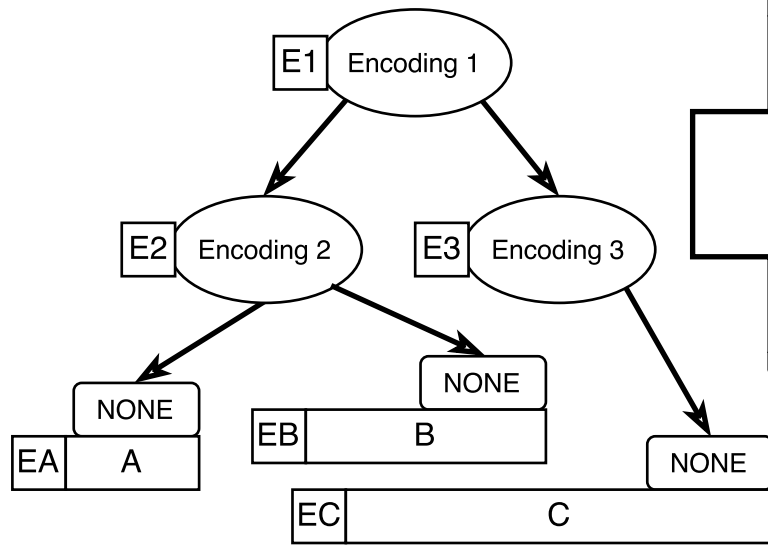 E1 Encoding 1
E2 Encoding 2
E3 Encoding 3
NONE
EA A
NONE
EB B
NONE
EC C